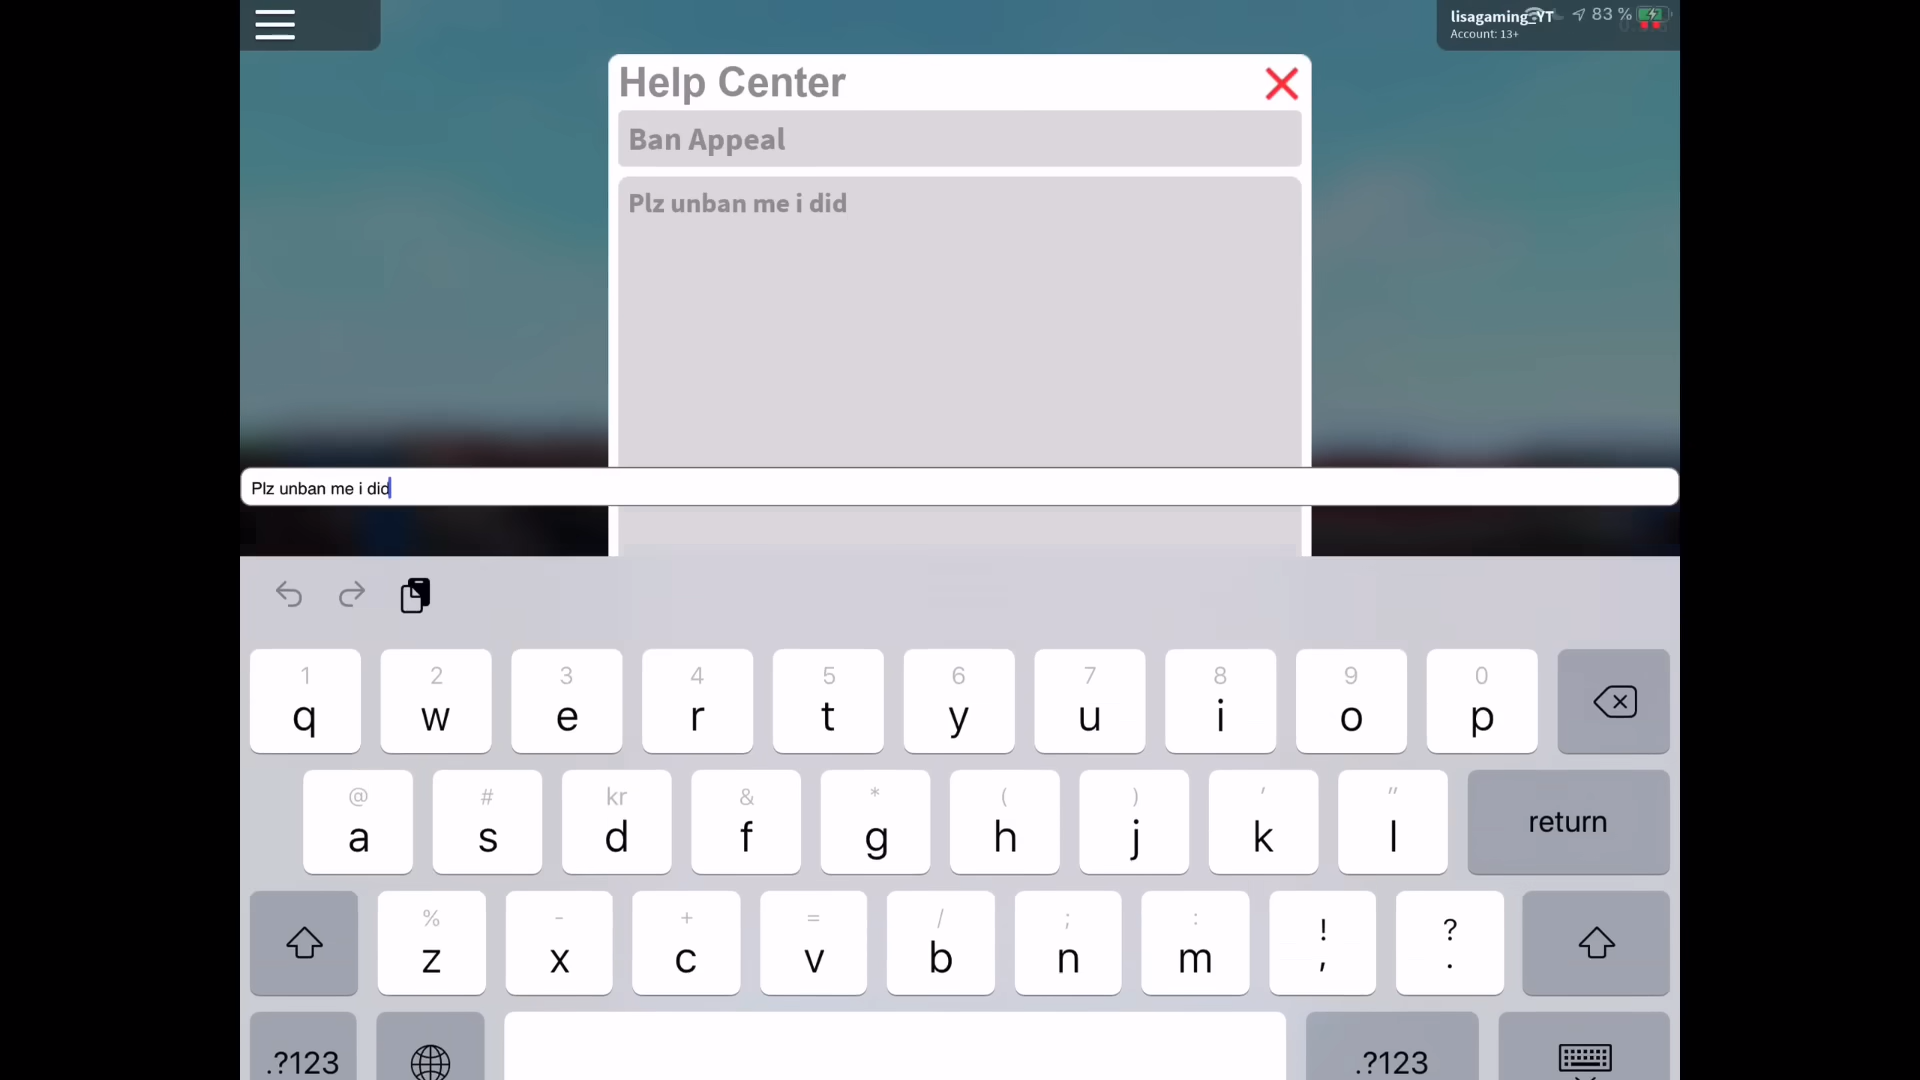 lisagaming_YT
83 %
Account: 13+
Help Center
Ban Appeal
Plz unban me i did
Plz unban me i did
1 2 3 4 5 6 7 8 9 0
q w e r t y u i o p
@ # kr & * ( ) ' "
a s d f g h j k l return
% - + = / ; : ! ?
z x c v b n m , .
.?123 .?123